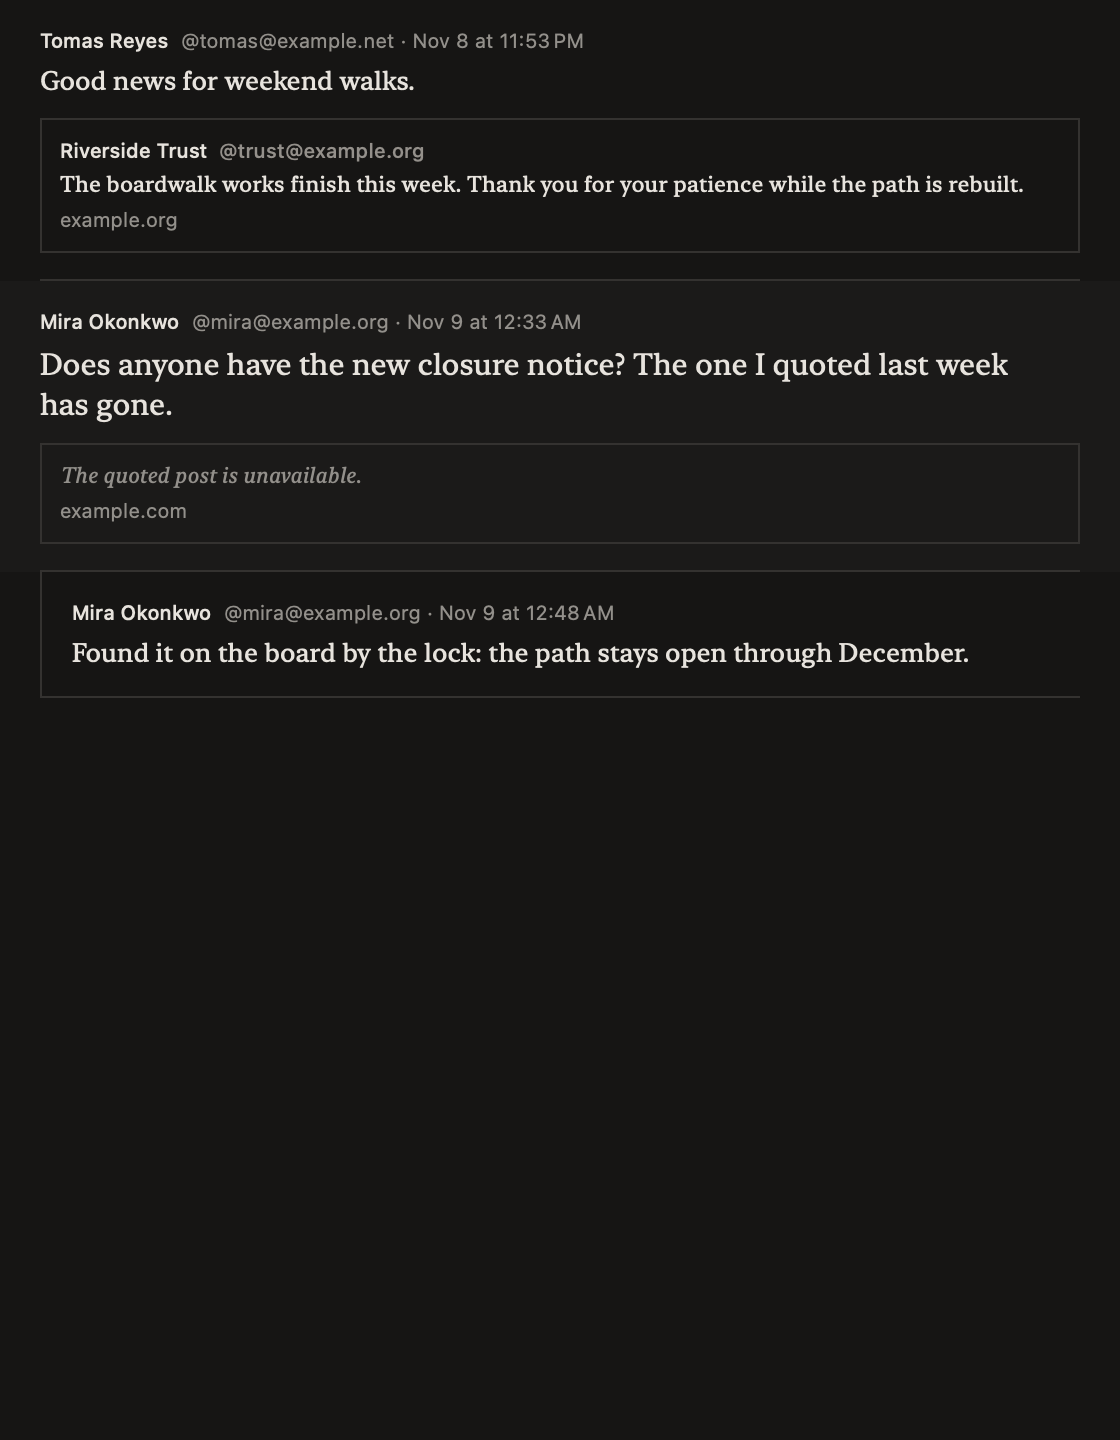 Tomas Reyes @tomas@example.net · Nov 8 at 11:53 PM
Good news for weekend walks.
Riverside Trust @trust@example.org
The boardwalk works finish this week. Thank you for your patience while the path is rebuilt.
example.org
Mira Okonkwo @mira@example.org · Nov 9 at 12:33 AM
Does anyone have the new closure notice? The one I quoted last week
has gone.
The quoted post is unavailable.
example.com
Mira Okonkwo @mira@example.org · Nov 9 at 12:48 AM
Found it on the board by the lock: the path stays open through December.